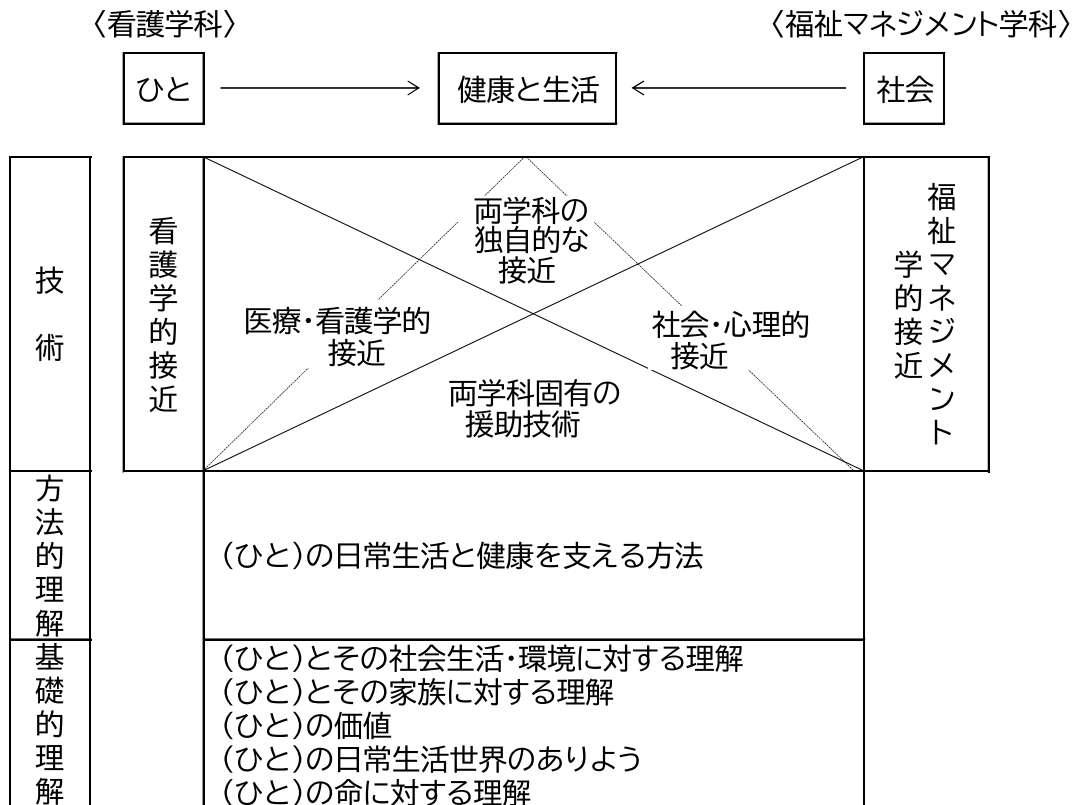 〈看護学科〉
〈福祉マネジメント学科〉
ひと
健康と生活
社会
技術
看護学的接近
両学科の
独自的な
接近
医療・看護学的
接近
社会・心理的
接近
両学科固有の
援助技術
福祉マネジメント
学的接近
方法的理解
(ひと)の日常生活と健康を支える方法
基礎的理解
(ひと)とその社会生活・環境に対する理解
(ひと)とその家族に対する理解
(ひと)の価値
(ひと)の日常生活世界のありよう
(ひと)の命に対する理解